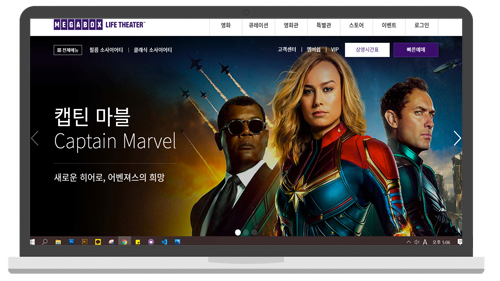 MEGABOX LIFE THEATER
영화 큐레이션 영화관 특별관 스토어 이벤트 로그인
전체메뉴 필름 소사이어티 클래식 소사이어티 고객센터 멤버쉽 VIP 상영시간표 빠른예매
캡틴 마블
Captain Marvel
새로운 히어로, 어벤져스의 희망
A 오후 5:06